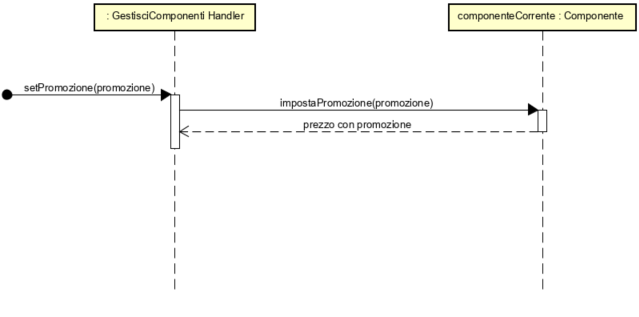 : GestisciComponenti Handler
componenteCorrente : Componente
setPromozione(promozione)
impostaPromozione(promozione)
prezzo con promozione